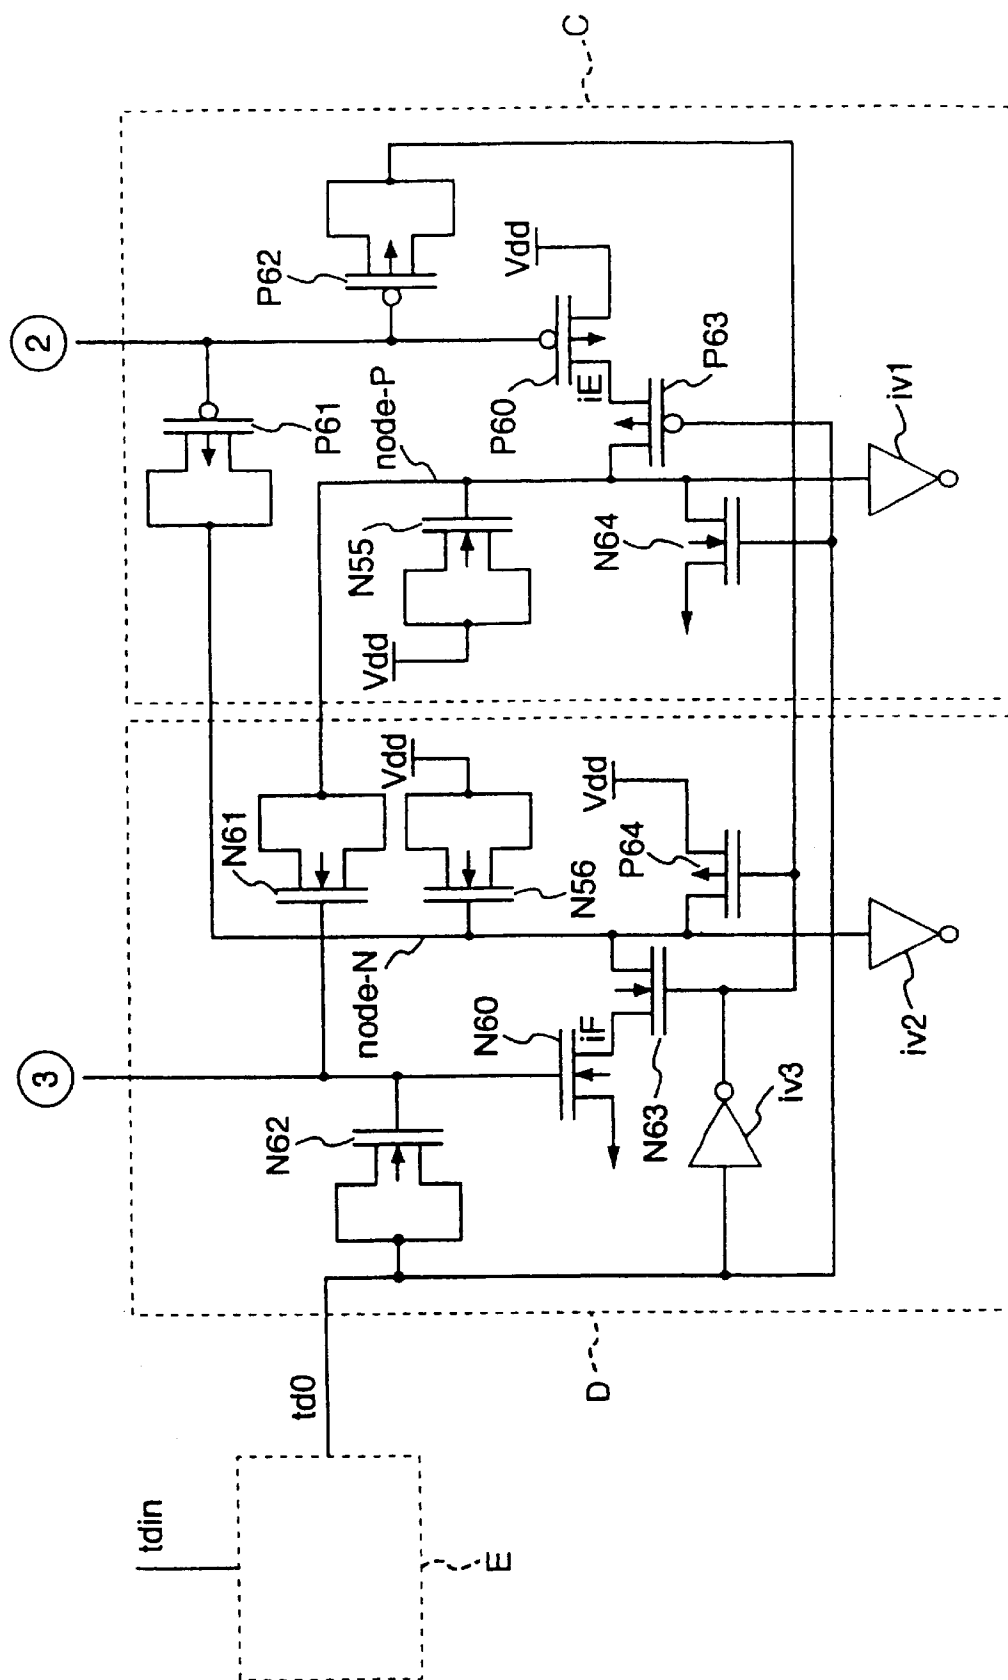 C
2
P62
Vdd
P61
node-P
P60
iE
P63
iv1
N55
Vdd
N64
N61
Vdd
N56
Vdd
P64
node-N
3
N60
iF
iv2
N62
N63
iv3
D
td0
tdin
E